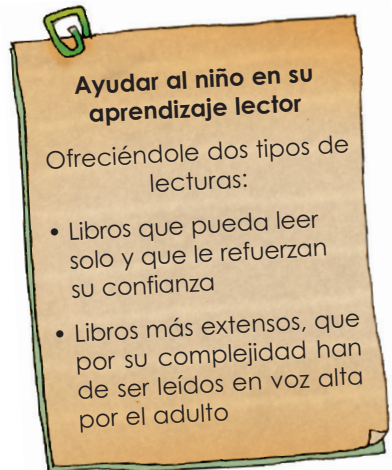 Ayudar al niño en su
aprendizaje lector
Ofreciéndole dos tipos de
lecturas:
• Libros que pueda leer
solo y que le refuerzan
su confianza
• Libros más extensos, que
por su complejidad han
de ser leídos en voz alta
por el adulto